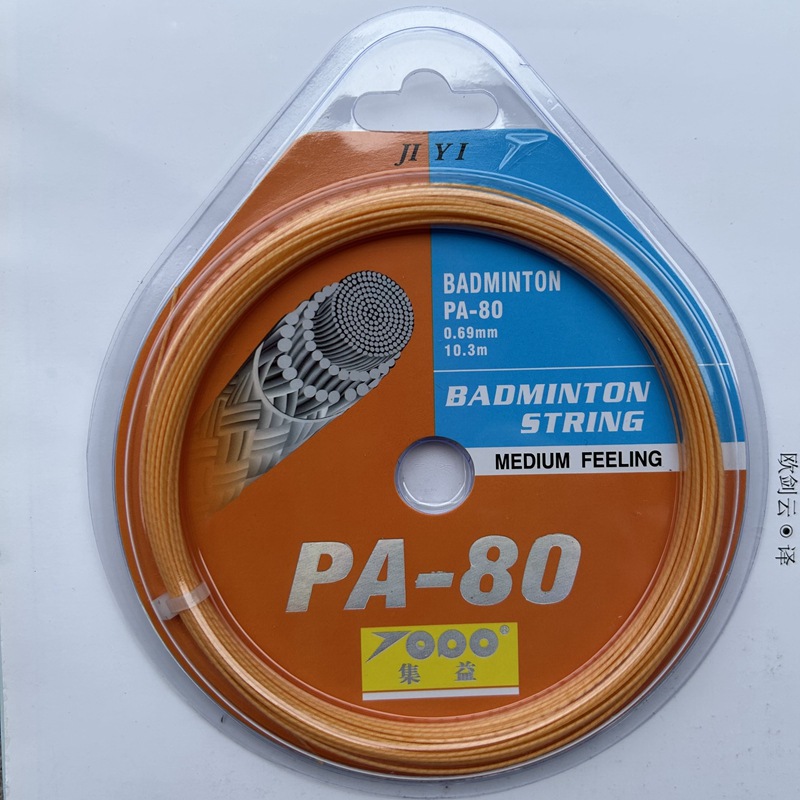 JI YI
BADMINTON
PA-80
0.69mm
10.3m
BADMINTON
STRING
MEDIUM FEELING
PA-80
YOPO®
集益
欧剑云⊙译